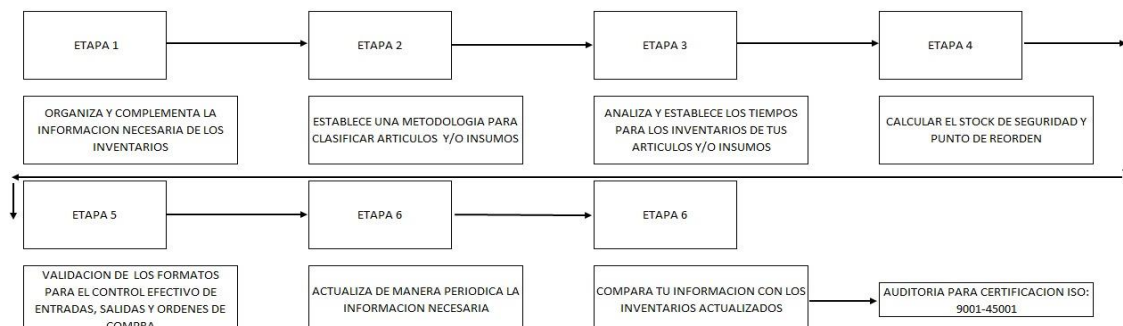 ETAPA 1
ETAPA 2
ETAPA 3
ETAPA 4
ORGANIZA Y COMPLEMENTA LA
INFORMACION NECESARIA DE LOS
INVENTARIOS
ESTABLECE UNA METODOLOGIA PARA
CLASIFICAR ARTICULOS Y/O INSUMOS
ANALIZA Y ESTABLECE LOS TIEMPOS
PARA LOS INVENTARIOS DE TUS
ARTICULOS Y/O INSUMOS
CALCULAR EL STOCK DE SEGURIDAD Y
PUNTO DE REORDEN
ETAPA 5
ETAPA 6
ETAPA 6
VALIDACION DE LOS FORMATOS
PARA EL CONTROL EFECTIVO DE
ENTRADAS, SALIDAS Y ORDENES DE
COMPRA
ACTUALIZA DE MANERA PERIODICA LA
INFORMACION NECESARIA
COMPARA TU INFORMACION CON LOS
INVENTARIOS ACTUALIZADOS
AUDITORIA PARA CERTIFICACION ISO:
9001-45001